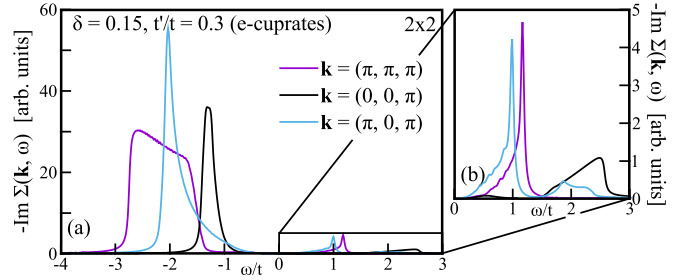 δ = 0.15, t'/t = 0.3 (e-cuprates)
2x2
k = (π, π, π)
k = (0, 0, π)
k = (π, 0, π)
-Im Σ(k, ω) [arb. units]
60
40
20
0
(a)
-4
-3
-2
-1
0
1
2
3
ω/t
(b)
0
1
2
3
ω/t
5
4
3
2
1
0
-Im Σ(k, ω) [arb. units]